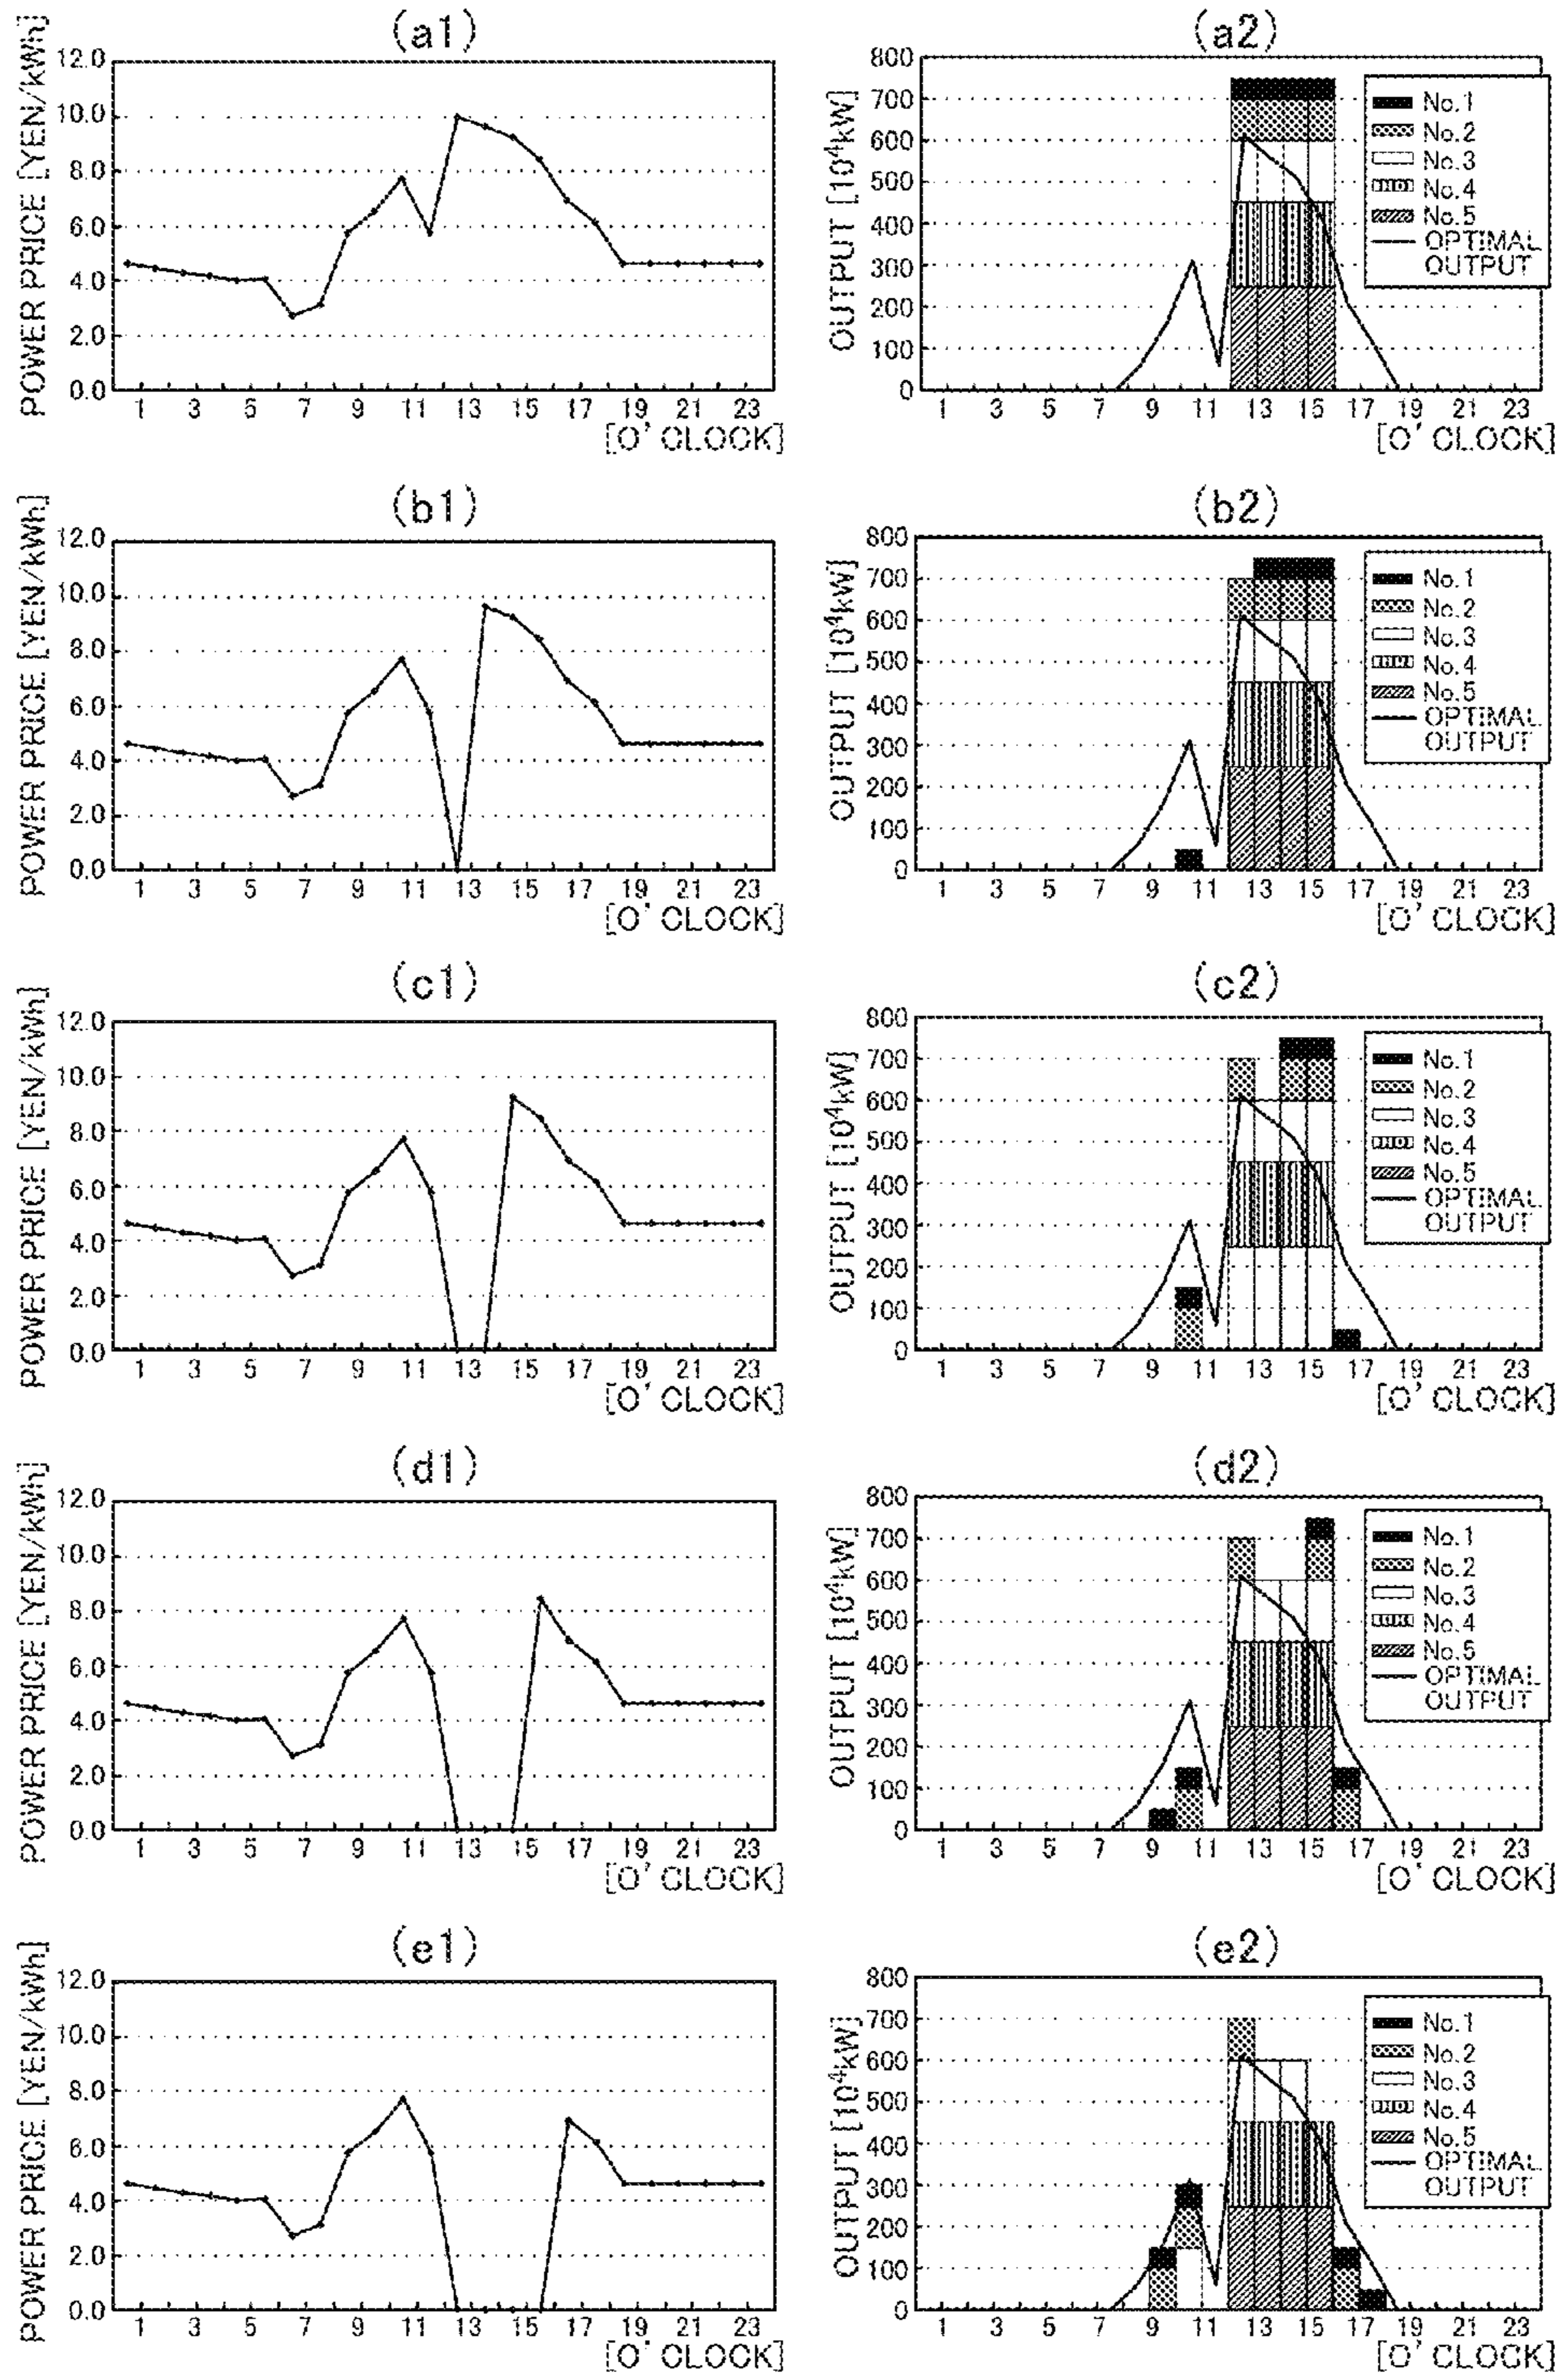 (a1)
POWER PRICE [YEN/kWh]
12.0
10.0
8.0
6.0
4.0
2.0
0.0
1 3 5 7 9 11 13 15 17 19 21 23
[O' CLOCK]
(a2)
OUTPUT [10⁴kW]
800
700
600
500
400
300
200
100
0
1 3 5 7 9 11 13 15 17 19 21 23
[O' CLOCK]
No.1
No.2
No.3
No.4
No.5
OPTIMAL
OUTPUT
(b1)
POWER PRICE [YEN/kWh]
12.0
10.0
8.0
6.0
4.0
2.0
0.0
1 3 5 7 9 11 13 15 17 19 21 23
[O' CLOCK]
(b2)
OUTPUT [10⁴kW]
800
700
600
500
400
300
200
100
0
1 3 5 7 9 11 13 15 17 19 21 23
[O' CLOCK]
No.1
No.2
No.3
No.4
No.5
OPTIMAL
OUTPUT
(c1)
POWER PRICE [YEN/kWh]
12.0
10.0
8.0
6.0
4.0
2.0
0.0
1 3 5 7 9 11 13 15 17 19 21 23
[O' CLOCK]
(c2)
OUTPUT [10⁴kW]
800
700
600
500
400
300
200
100
0
1 3 5 7 9 11 13 15 17 19 21 23
[O' CLOCK]
No.1
No.2
No.3
No.4
No.5
OPTIMAL
OUTPUT
(d1)
POWER PRICE [YEN/kWh]
12.0
10.0
8.0
6.0
4.0
2.0
0.0
1 3 5 7 9 11 13 15 17 19 21 23
[O' CLOCK]
(d2)
OUTPUT [10⁴kW]
800
700
600
500
400
300
200
100
0
1 3 5 7 9 11 13 15 17 19 21 23
[O' CLOCK]
No.1
No.2
No.3
No.4
No.5
OPTIMAL
OUTPUT
(e1)
POWER PRICE [YEN/kWh]
12.0
10.0
8.0
6.0
4.0
2.0
0.0
1 3 5 7 9 11 13 15 17 19 21 23
[O' CLOCK]
(e2)
OUTPUT [10⁴kW]
800
700
600
500
400
300
200
100
0
1 3 5 7 9 11 13 15 17 19 21 23
[O' CLOCK]
No.1
No.2
No.3
No.4
No.5
OPTIMAL
OUTPUT